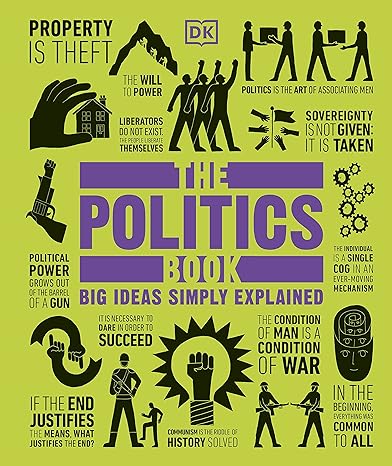 PROPERTY
IS THEFT
DK
THE WILL
TO POWER
POLITICS IS THE ART OF ASSOCIATING MEN
LIBERATORS
DO NOT EXIST.
THE PEOPLE LIBERATE
THEMSELVES
SOVEREIGNTY
IS NOT GIVEN:
IT IS TAKEN
THE
POLITICS
BOOK
BIG IDEAS SIMPLY EXPLAINED
POLITICAL
POWER
GROWS OUT
OF THE BARREL
OF A GUN
THE INDIVIDUAL
IS A SINGLE
COG IN AN
EVER-MOVING
MECHANISM
IT IS NECESSARY TO
DARE IN ORDER TO
SUCCEED
THE CONDITION
OF MAN IS A
CONDITION
OF WAR
IF THE END
JUSTIFIES
THE MEANS, WHAT
JUSTIFIES THE END?
COMMUNISM IS THE RIDDLE OF
HISTORY SOLVED
IN THE
BEGINNING,
EVERYTHING WAS
COMMON
TO ALL